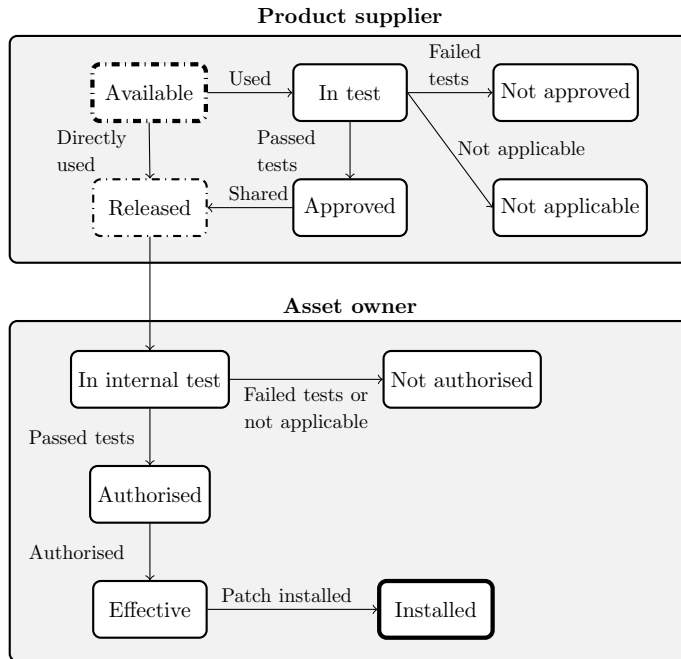 Product supplier
Available
Used
In test
Failed
tests
Not approved
Directly
used
Passed
tests
Not applicable
Released
Shared
Approved
Not applicable
Asset owner
In internal test
Failed tests or
not applicable
Not authorised
Passed tests
Authorised
Authorised
Effective
Patch installed
Installed